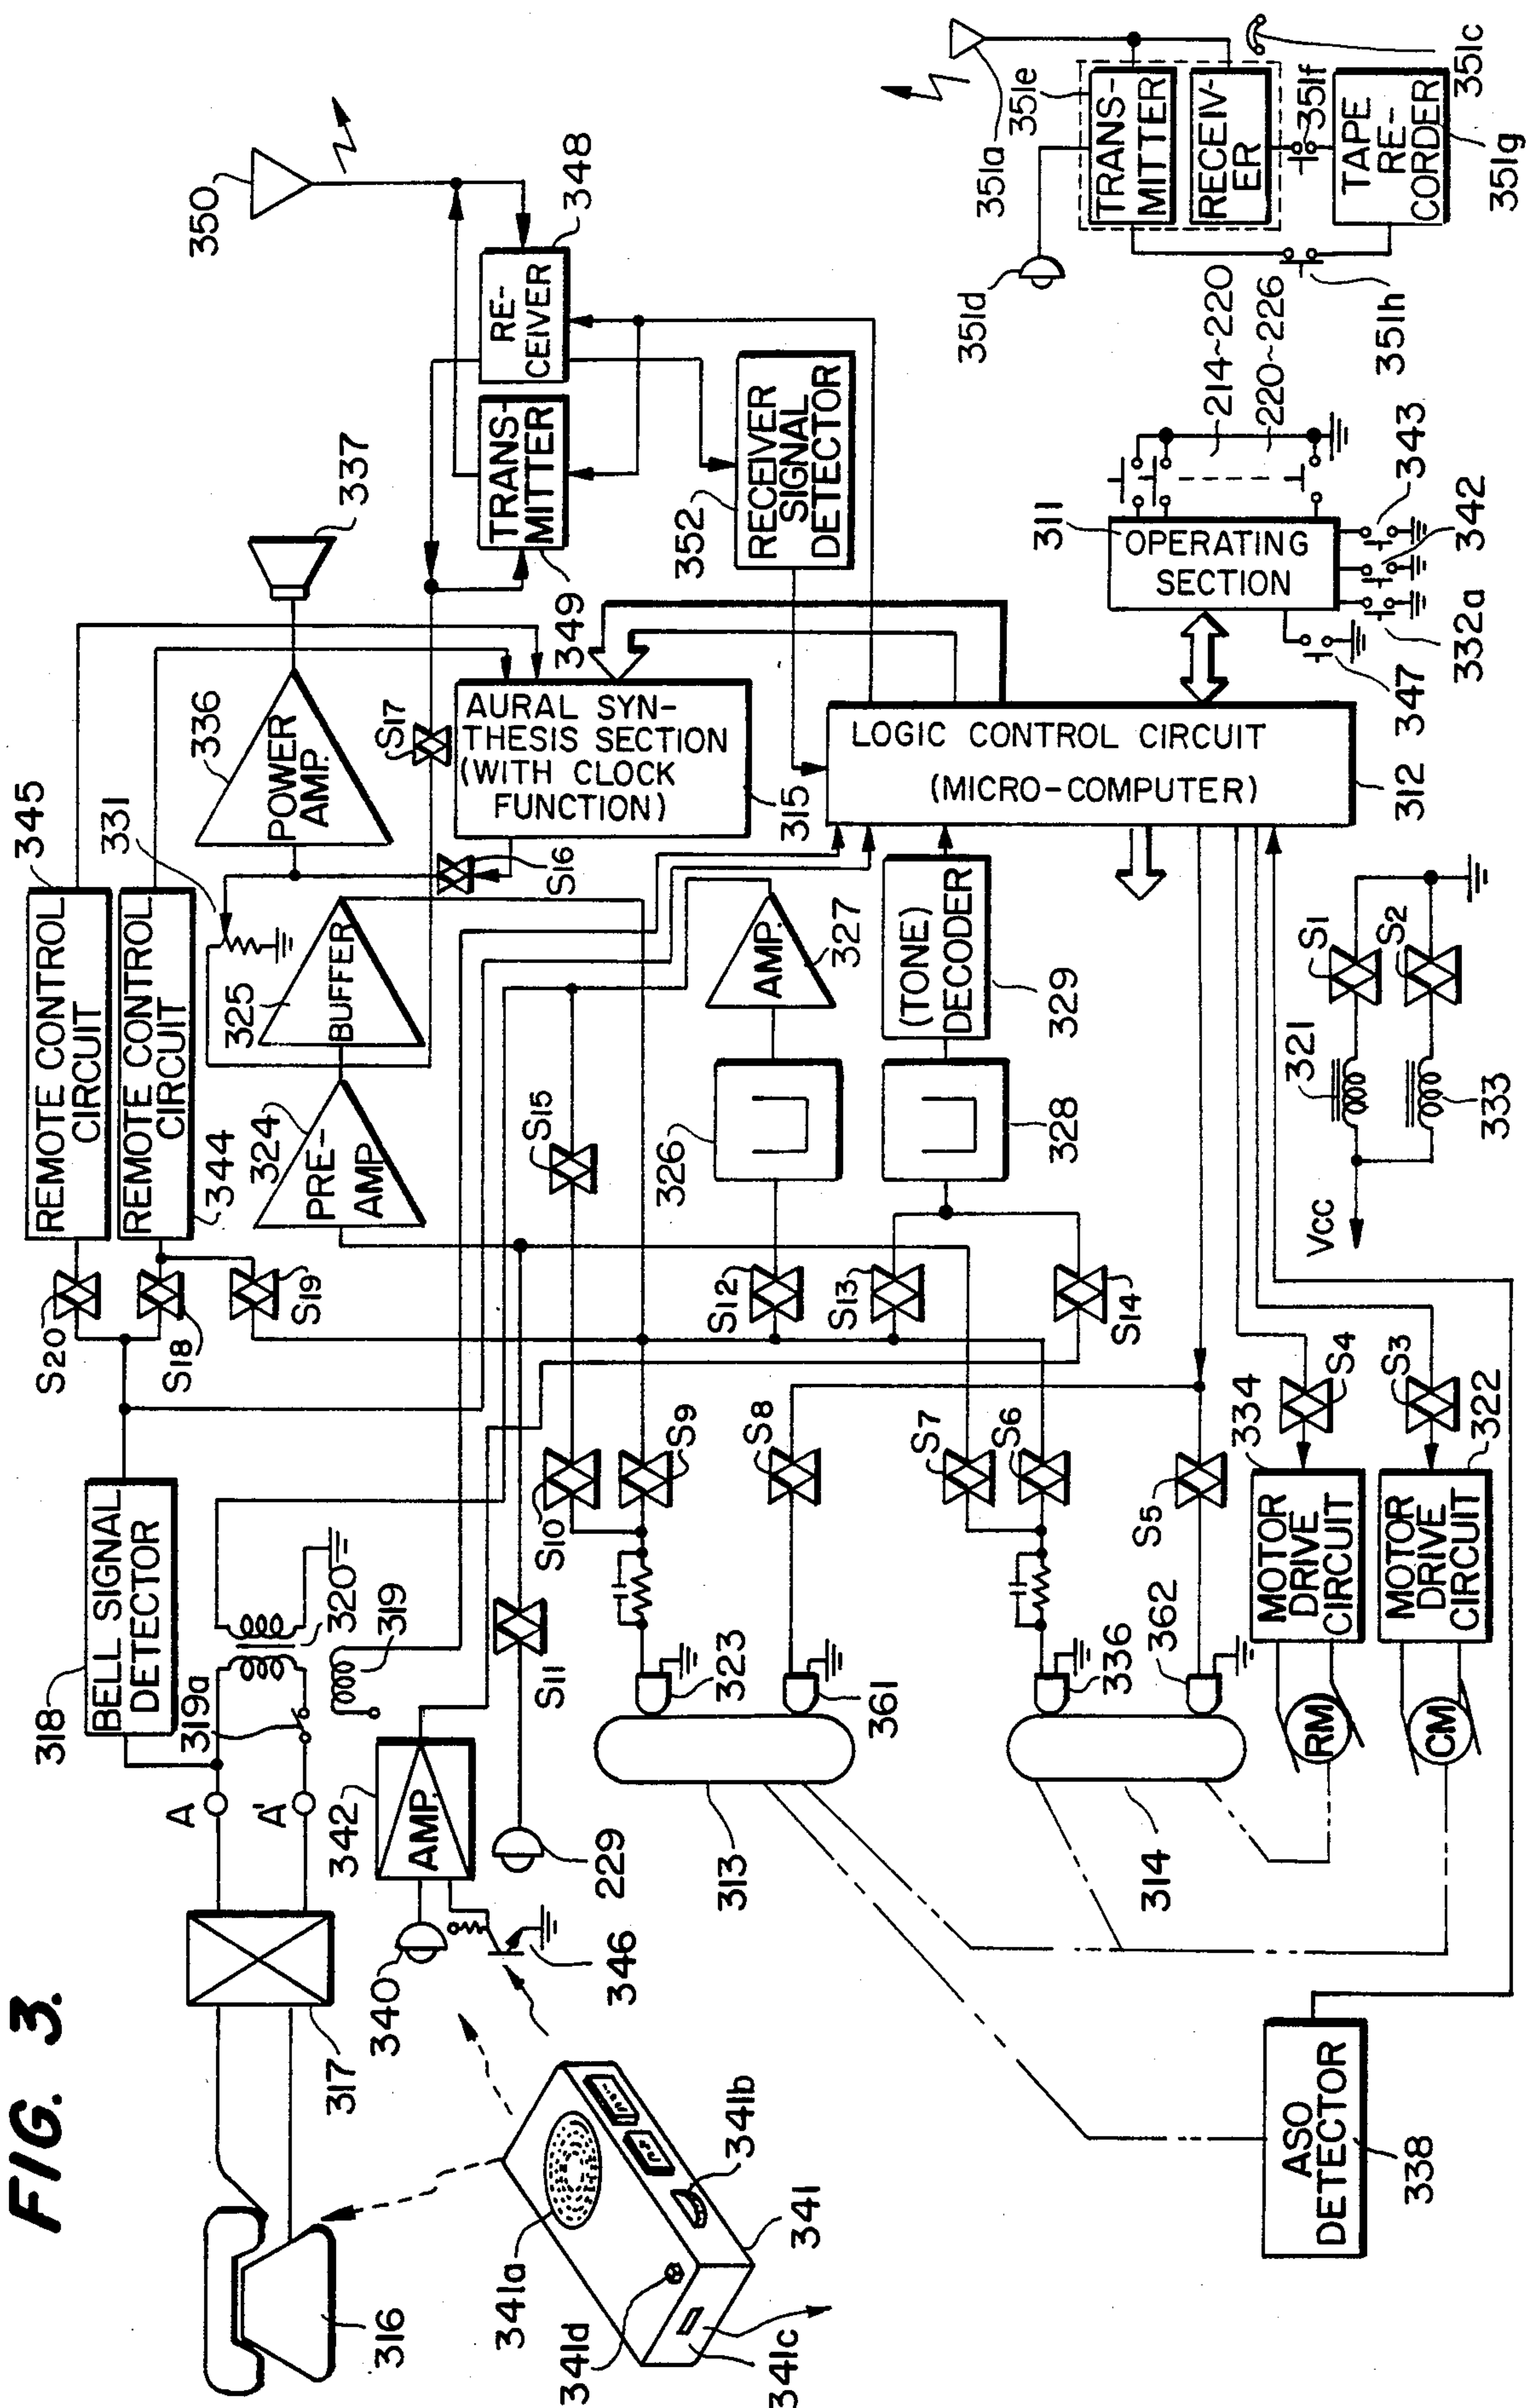 FIG. 3.
316
317
A
A'
318
BELL SIGNAL
DETECTOR
319a
320
319
S20
S18
S19
345
REMOTE CONTROL
CIRCUIT
REMOTE CONTROL
CIRCUIT
344
331
324
PRE-
AMP.
325
BUFFER
336
POWER
AMP.
337
350
340
342
AMP.
346
229
S11
S17
S16
AURAL SYN-
THESIS SECTION
(WITH CLOCK
FUNCTION)
315
349
TRANS-
MITTER
RE-
CEIVER
348
341a
341d
341b
341
341c
S10
S9
S15
323
361
313
S8
S12
S13
S14
326
AMP.
327
328
(TONE)
DECODER
329
352
RECEIVER
SIGNAL
DETECTOR
LOGIC CONTROL CIRCUIT
(MICRO-COMPUTER)
312
S7
S6
336
362
314
S5
334
MOTOR
DRIVE
CIRCUIT
RM
S4
MOTOR
DRIVE
CIRCUIT
322
CM
S3
ASO
DETECTOR
338
Vcc
321
333
S1
S2
311
OPERATING
SECTION
347
332a
342
343
214~220
220~226
351a
351d
351e
TRANS-
MITTER
RECEIV-
ER
351f
351c
TAPE
RE-
CORDER
351g
351h